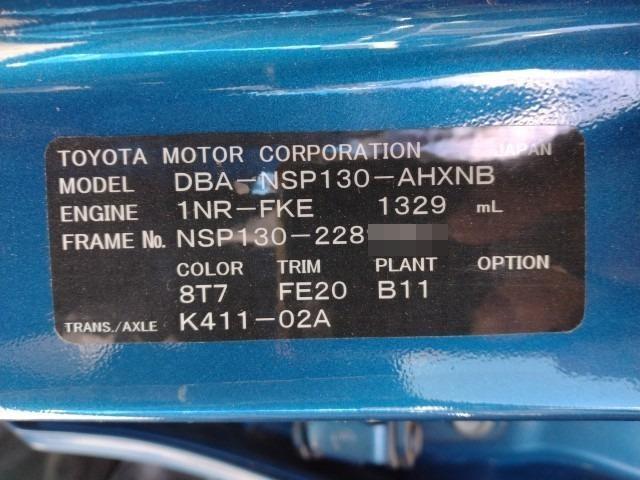 TOYOTA MOTOR CORPORATION JAPAN
MODEL DBA-NSP130-AHXNB
ENGINE 1NR-FKE 1329 mL
FRAME No. NSP130-228
COLOR TRIM PLANT OPTION
8T7 FE20 B11
TRANS./AXLE K411-02A